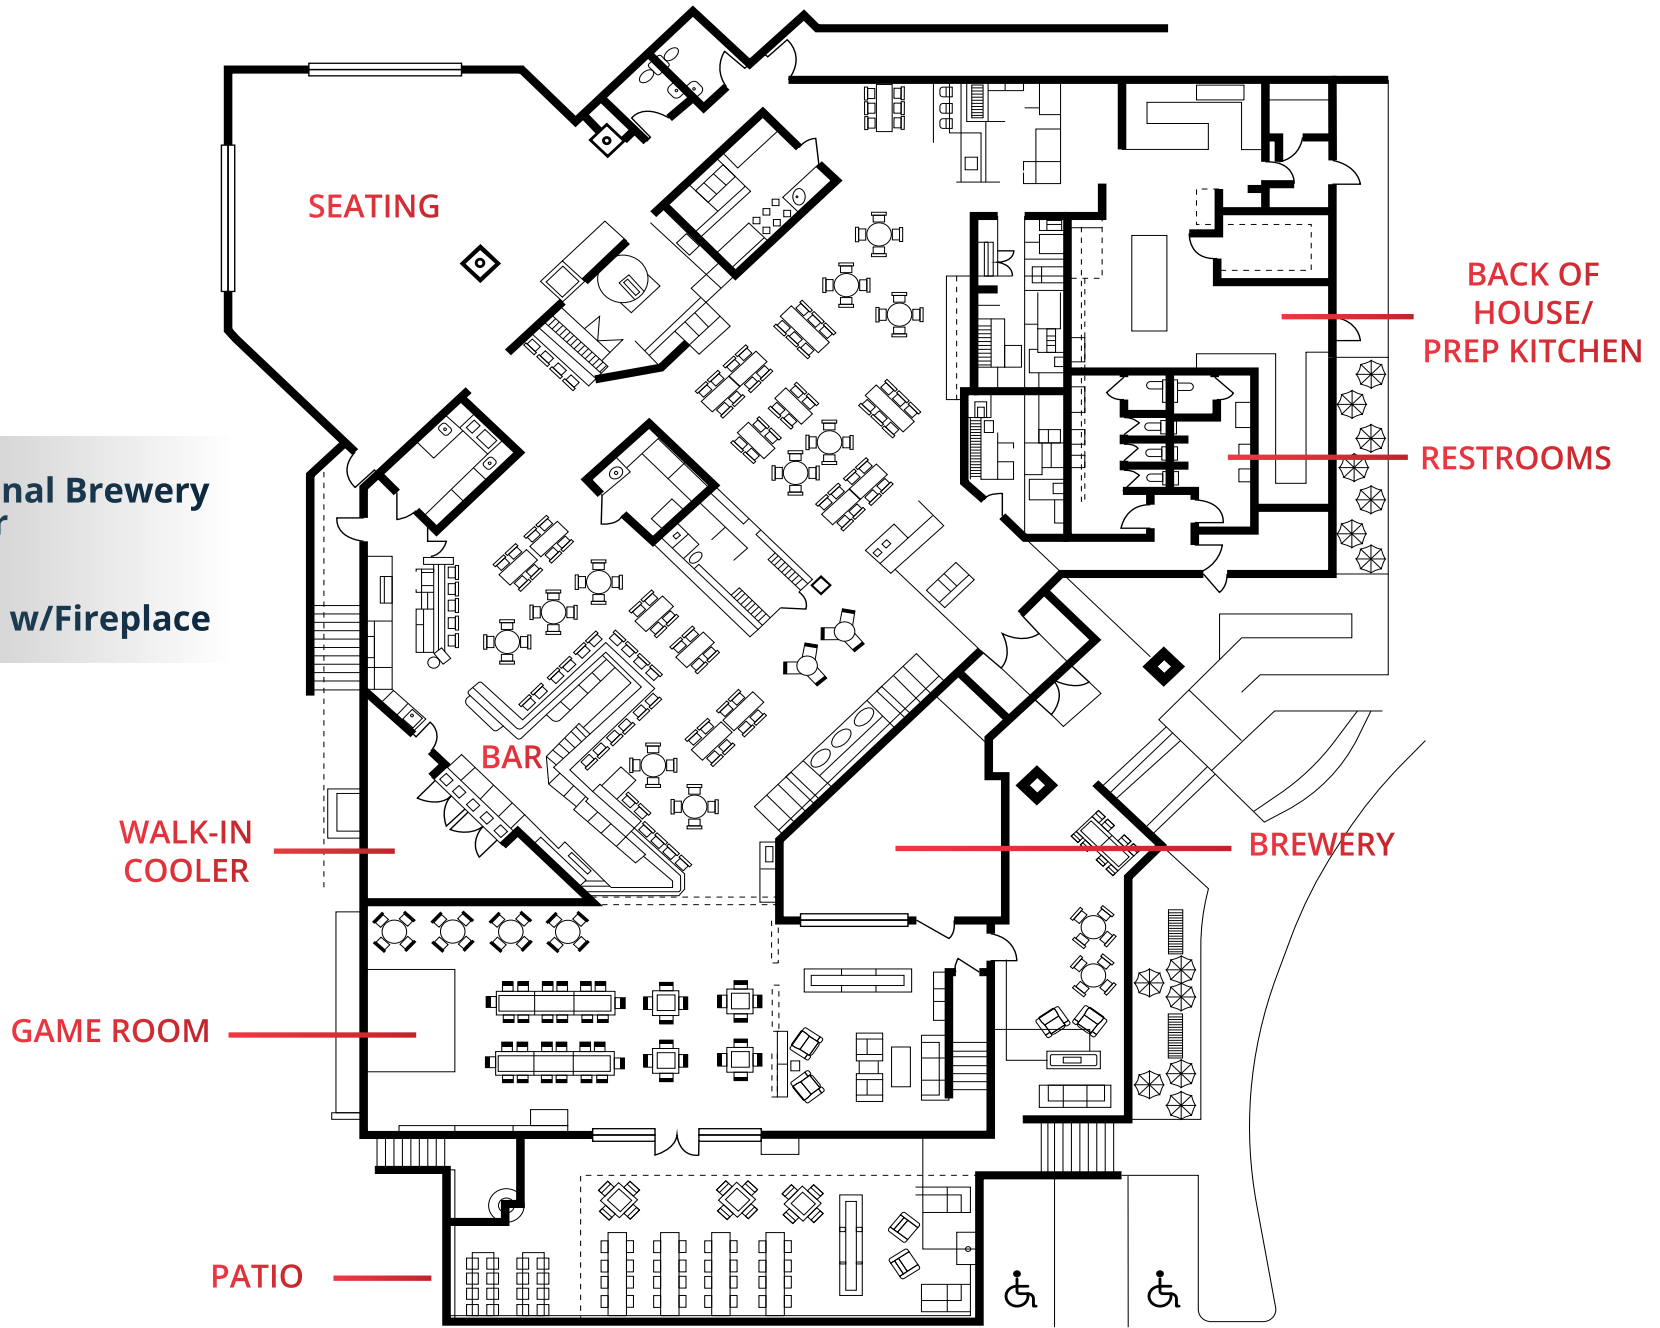 SEATING
BACK OF
HOUSE/
PREP KITCHEN
RESTROOMS
nal Brewery
r
w/Fireplace
BAR
WALK-IN
COOLER
BREWERY
GAME ROOM
PATIO